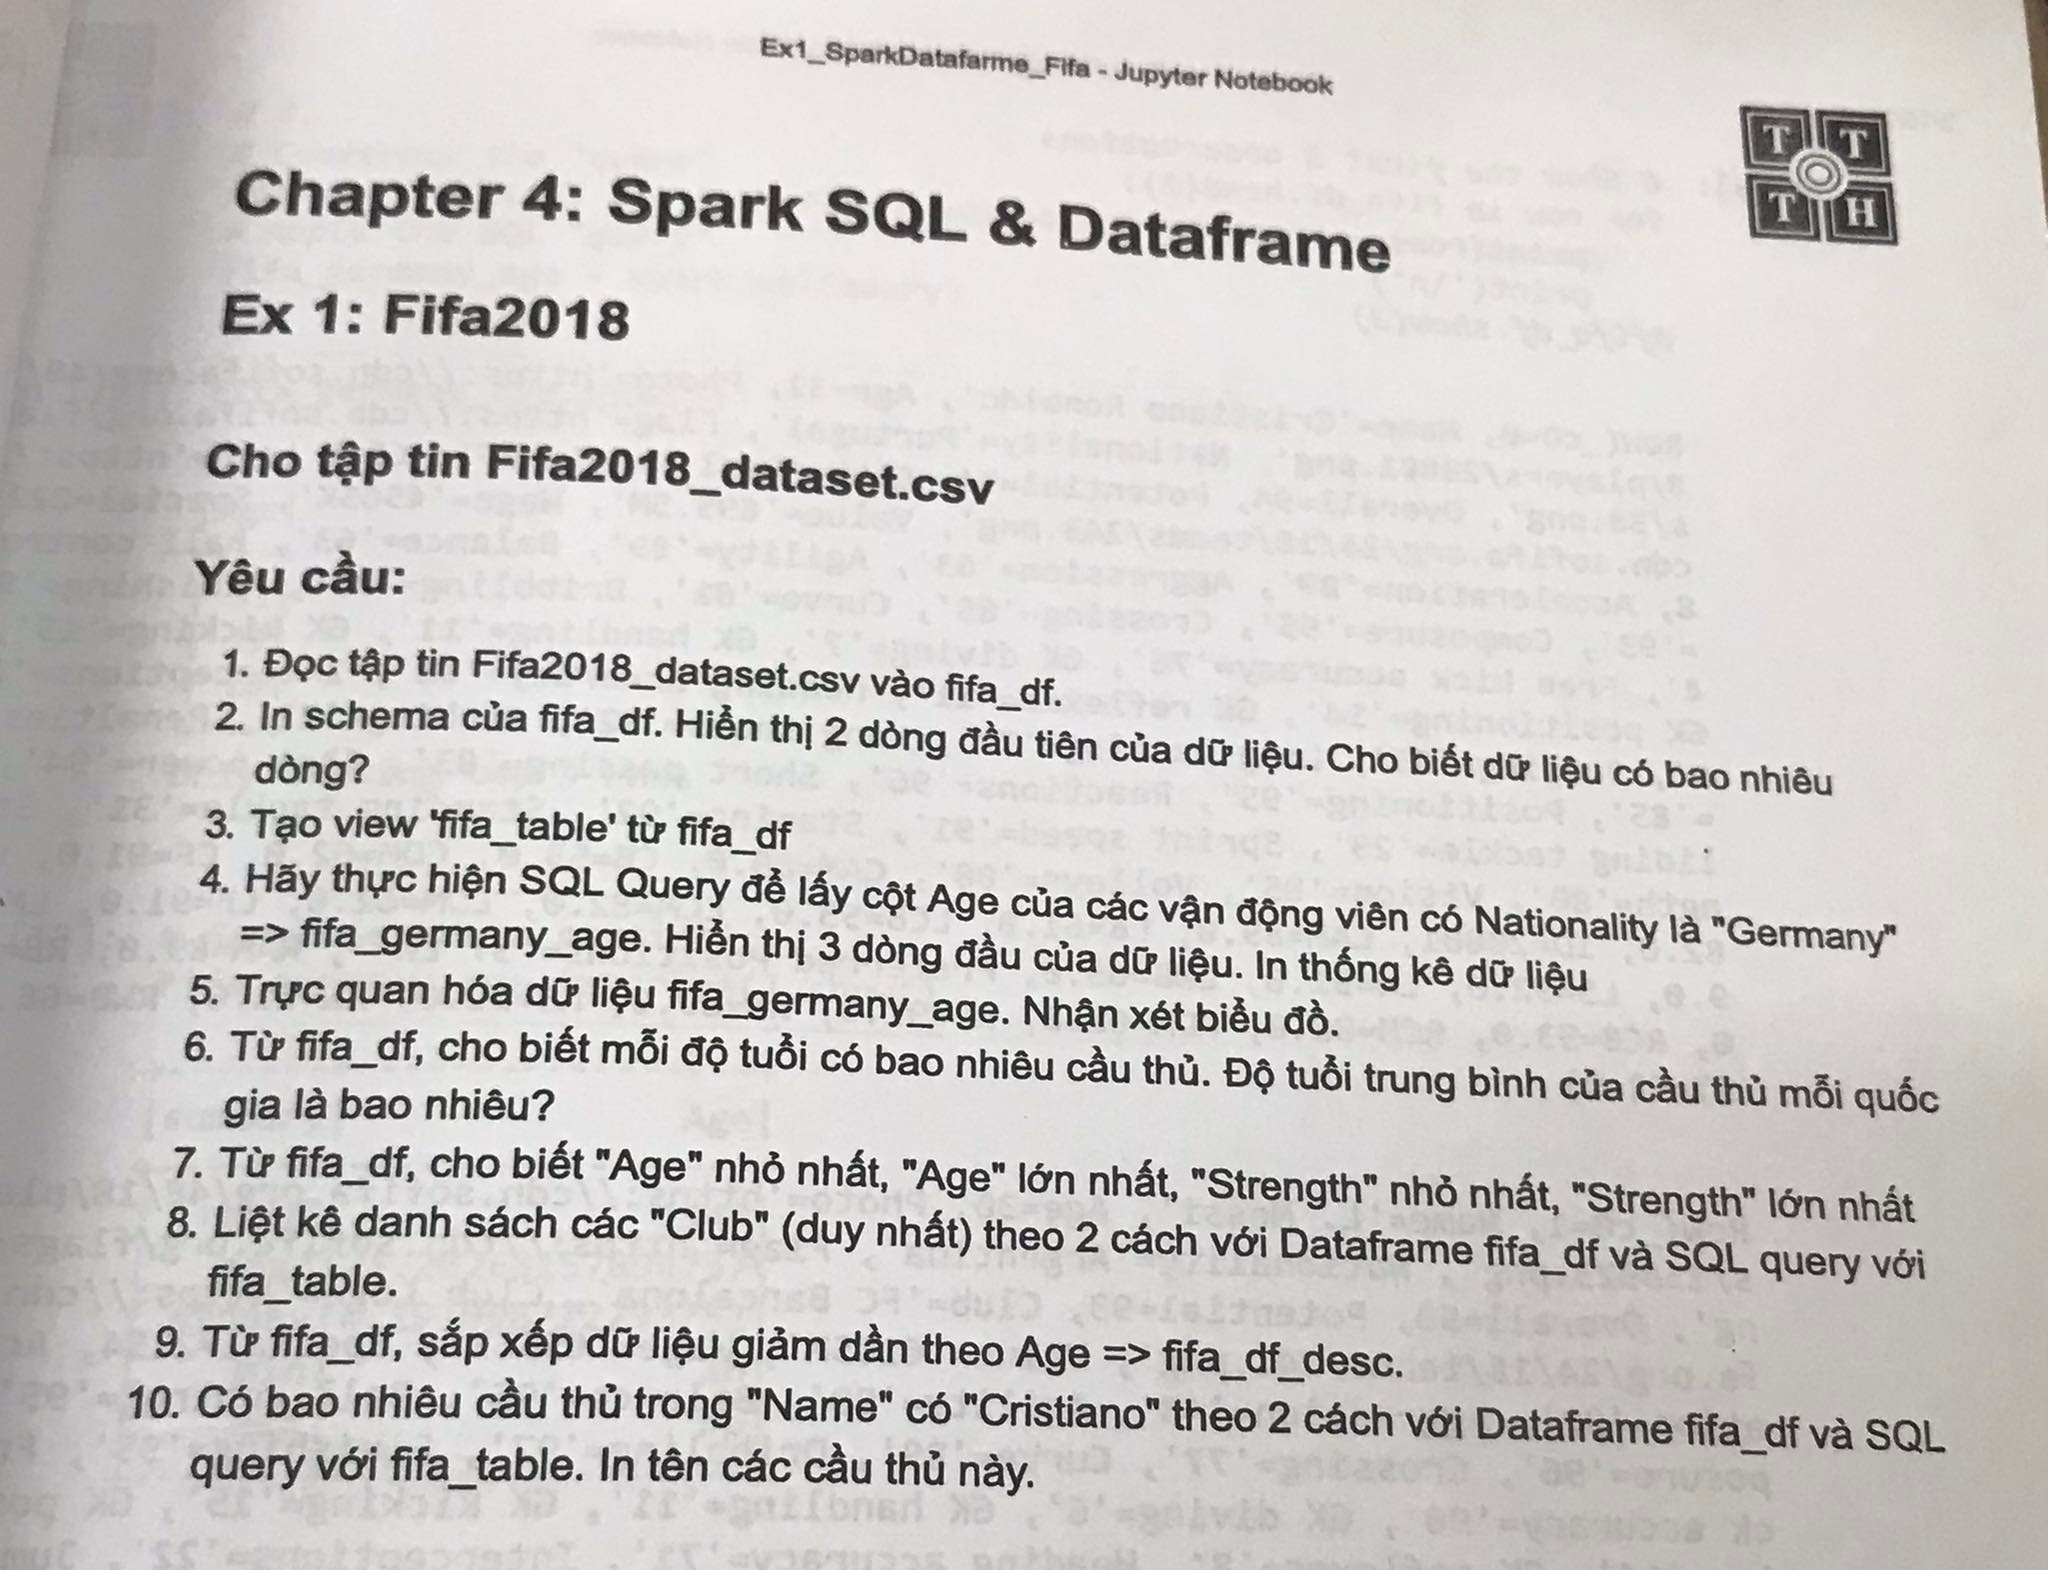 Ex1_SparkDatafarme_Fifa - Jupyter Notebook
T T
T H
Chapter 4: Spark SQL & Dataframe
Ex 1: Fifa2018
Cho tập tin Fifa2018_dataset.csv
Yêu cầu:
1. Đọc tập tin Fifa2018_dataset.csv vào fifa_df.
2. In schema của fifa_df. Hiển thị 2 dòng đầu tiên của dữ liệu. Cho biết dữ liệu có bao nhiêu
dòng?
3. Tạo view 'fifa_table' từ fifa_df
4. Hãy thực hiện SQL Query để lấy cột Age của các vận động viên có Nationality là "Germany"
=> fifa_germany_age. Hiển thị 3 dòng đầu của dữ liệu. In thống kê dữ liệu
5. Trực quan hóa dữ liệu fifa_germany_age. Nhận xét biểu đồ.
6. Từ fifa_df, cho biết mỗi độ tuổi có bao nhiêu cầu thủ. Độ tuổi trung bình của cầu thủ mỗi quốc
gia là bao nhiêu?
7. Từ fifa_df, cho biết "Age" nhỏ nhất, "Age" lớn nhất, "Strength" nhỏ nhất, "Strength" lớn nhất
8. Liệt kê danh sách các "Club" (duy nhất) theo 2 cách với Dataframe fifa_df và SQL query với
fifa_table.
9. Từ fifa_df, sắp xếp dữ liệu giảm dần theo Age => fifa_df_desc.
10. Có bao nhiêu cầu thủ trong "Name" có "Cristiano" theo 2 cách với Dataframe fifa_df và SQL
query với fifa_table. In tên các cầu thủ này.